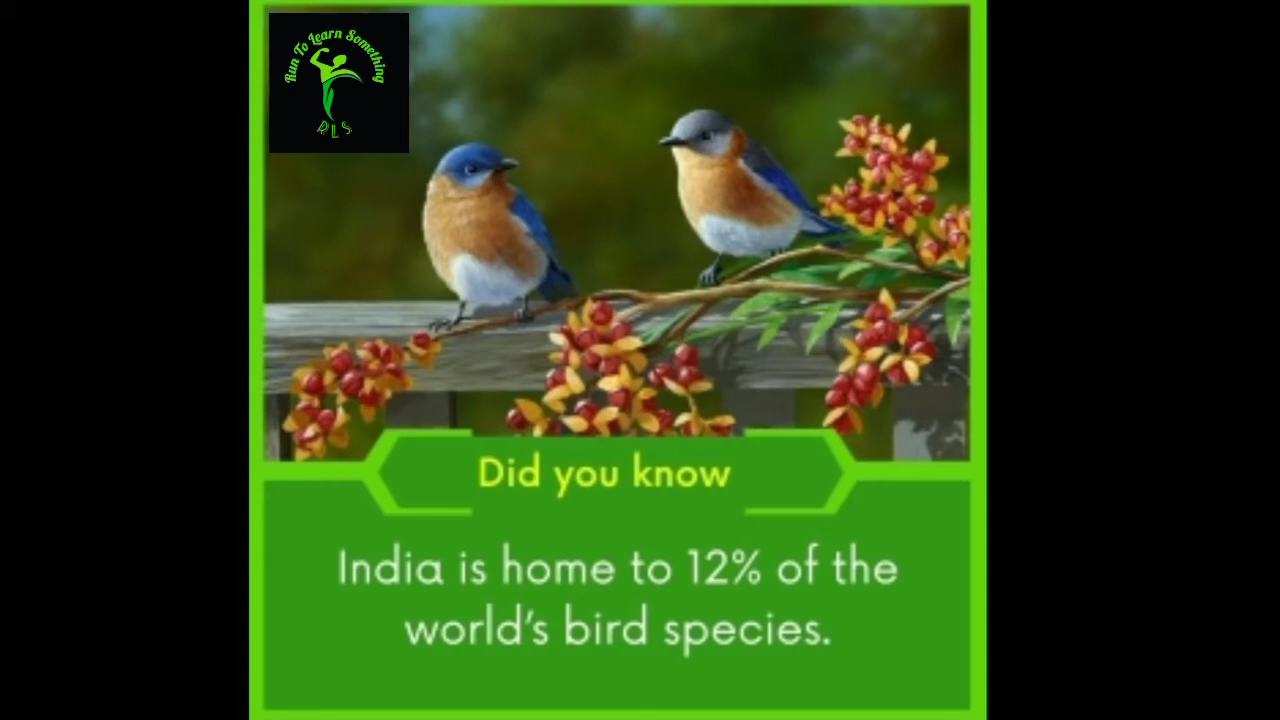 Run To Learn Something
RLS
Did you know
India is home to 12% of the
world's bird species.